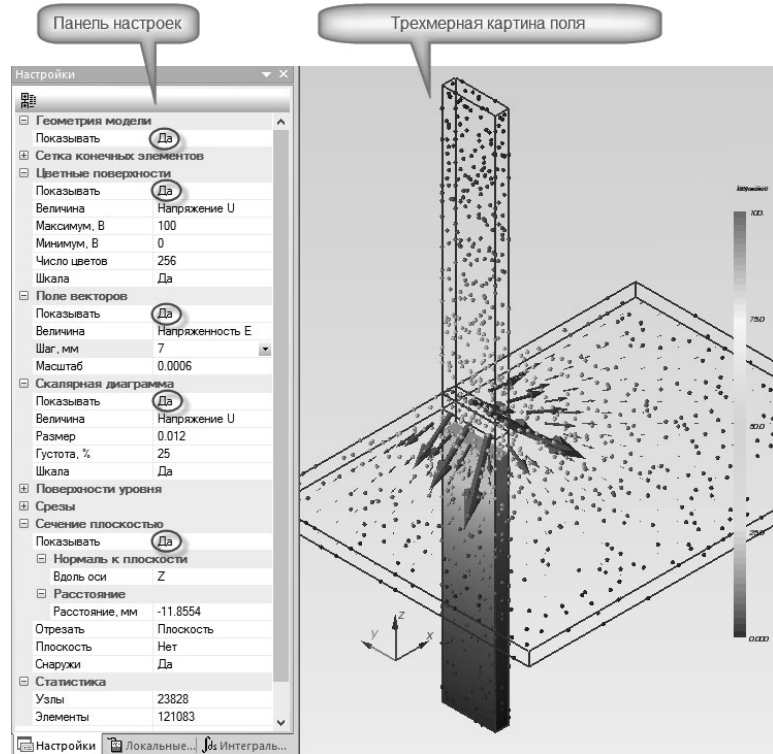 Панель настроек
Трехмерная картина поля
Настройки
Геометрия модели
Показывать Да
Сетка конечных элементов
Цветные поверхности
Показывать Да
Величина Напряжение U
Максимум, В 100
Минимум, В 0
Число цветов 256
Шкала Да
Поле векторов
Показывать Да
Величина Напряженность E
Шаг, мм 7
Масштаб 0.0006
Скалярная диаграмма
Показывать Да
Величина Напряжение U
Размер 0.012
Густота, % 25
Шкала Да
Поверхности уровня
Срезы
Сечение плоскостью
Показывать Да
Нормаль к плоскости
Вдоль оси Z
Расстояние
Расстояние, мм -11.8554
Отрезать Плоскость
Плоскость Нет
Снаружи Да
Статистика
Узлы 23828
Элементы 121083
Настройки Локальные... Интеграль...
100.
75.0
50.0
25.0
0.000
z
y
x